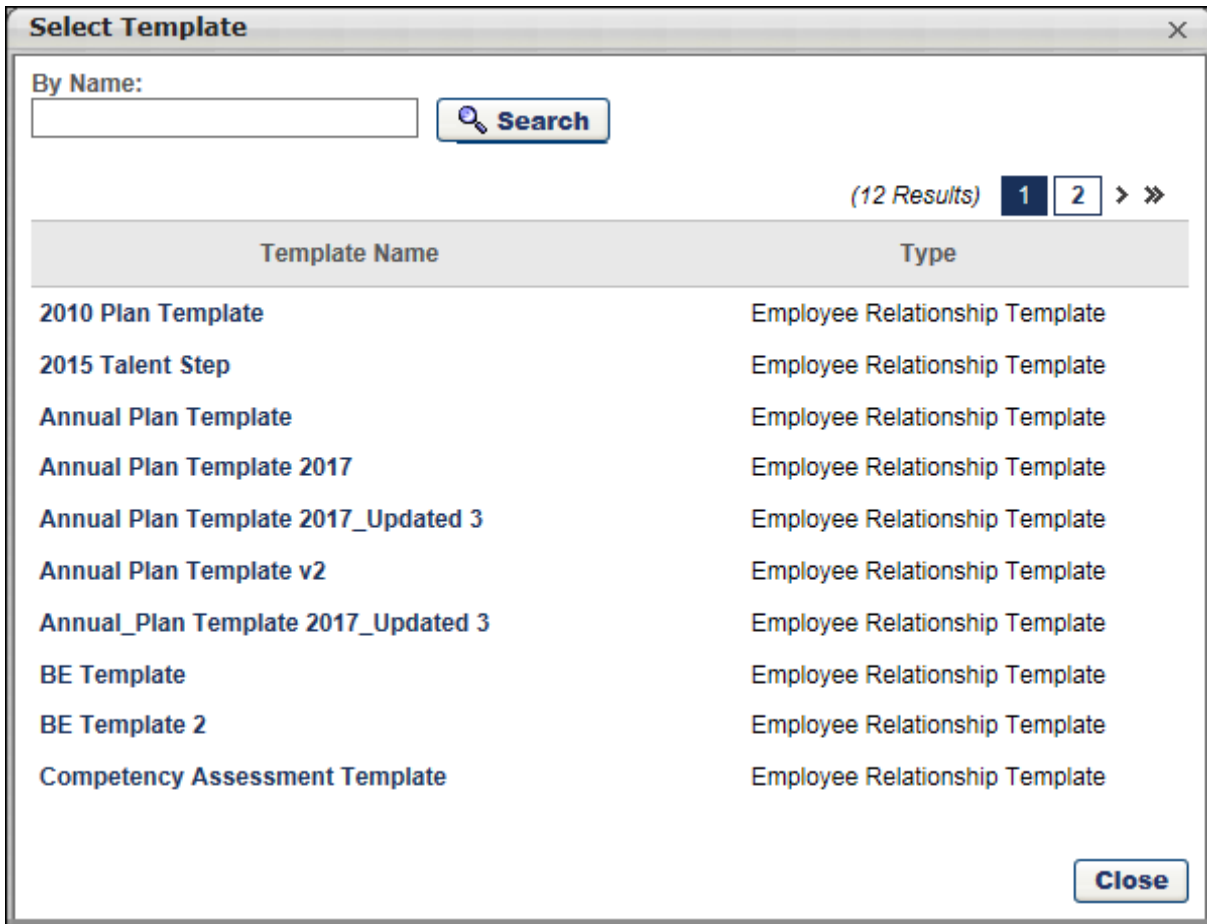 Select Template
By Name:
Search
(12 Results) 1 2
Template Name Type
2010 Plan Template Employee Relationship Template
2015 Talent Step Employee Relationship Template
Annual Plan Template Employee Relationship Template
Annual Plan Template 2017 Employee Relationship Template
Annual Plan Template 2017_Updated 3 Employee Relationship Template
Annual Plan Template v2 Employee Relationship Template
Annual_Plan Template 2017_Updated 3 Employee Relationship Template
BE Template Employee Relationship Template
BE Template 2 Employee Relationship Template
Competency Assessment Template Employee Relationship Template
Close